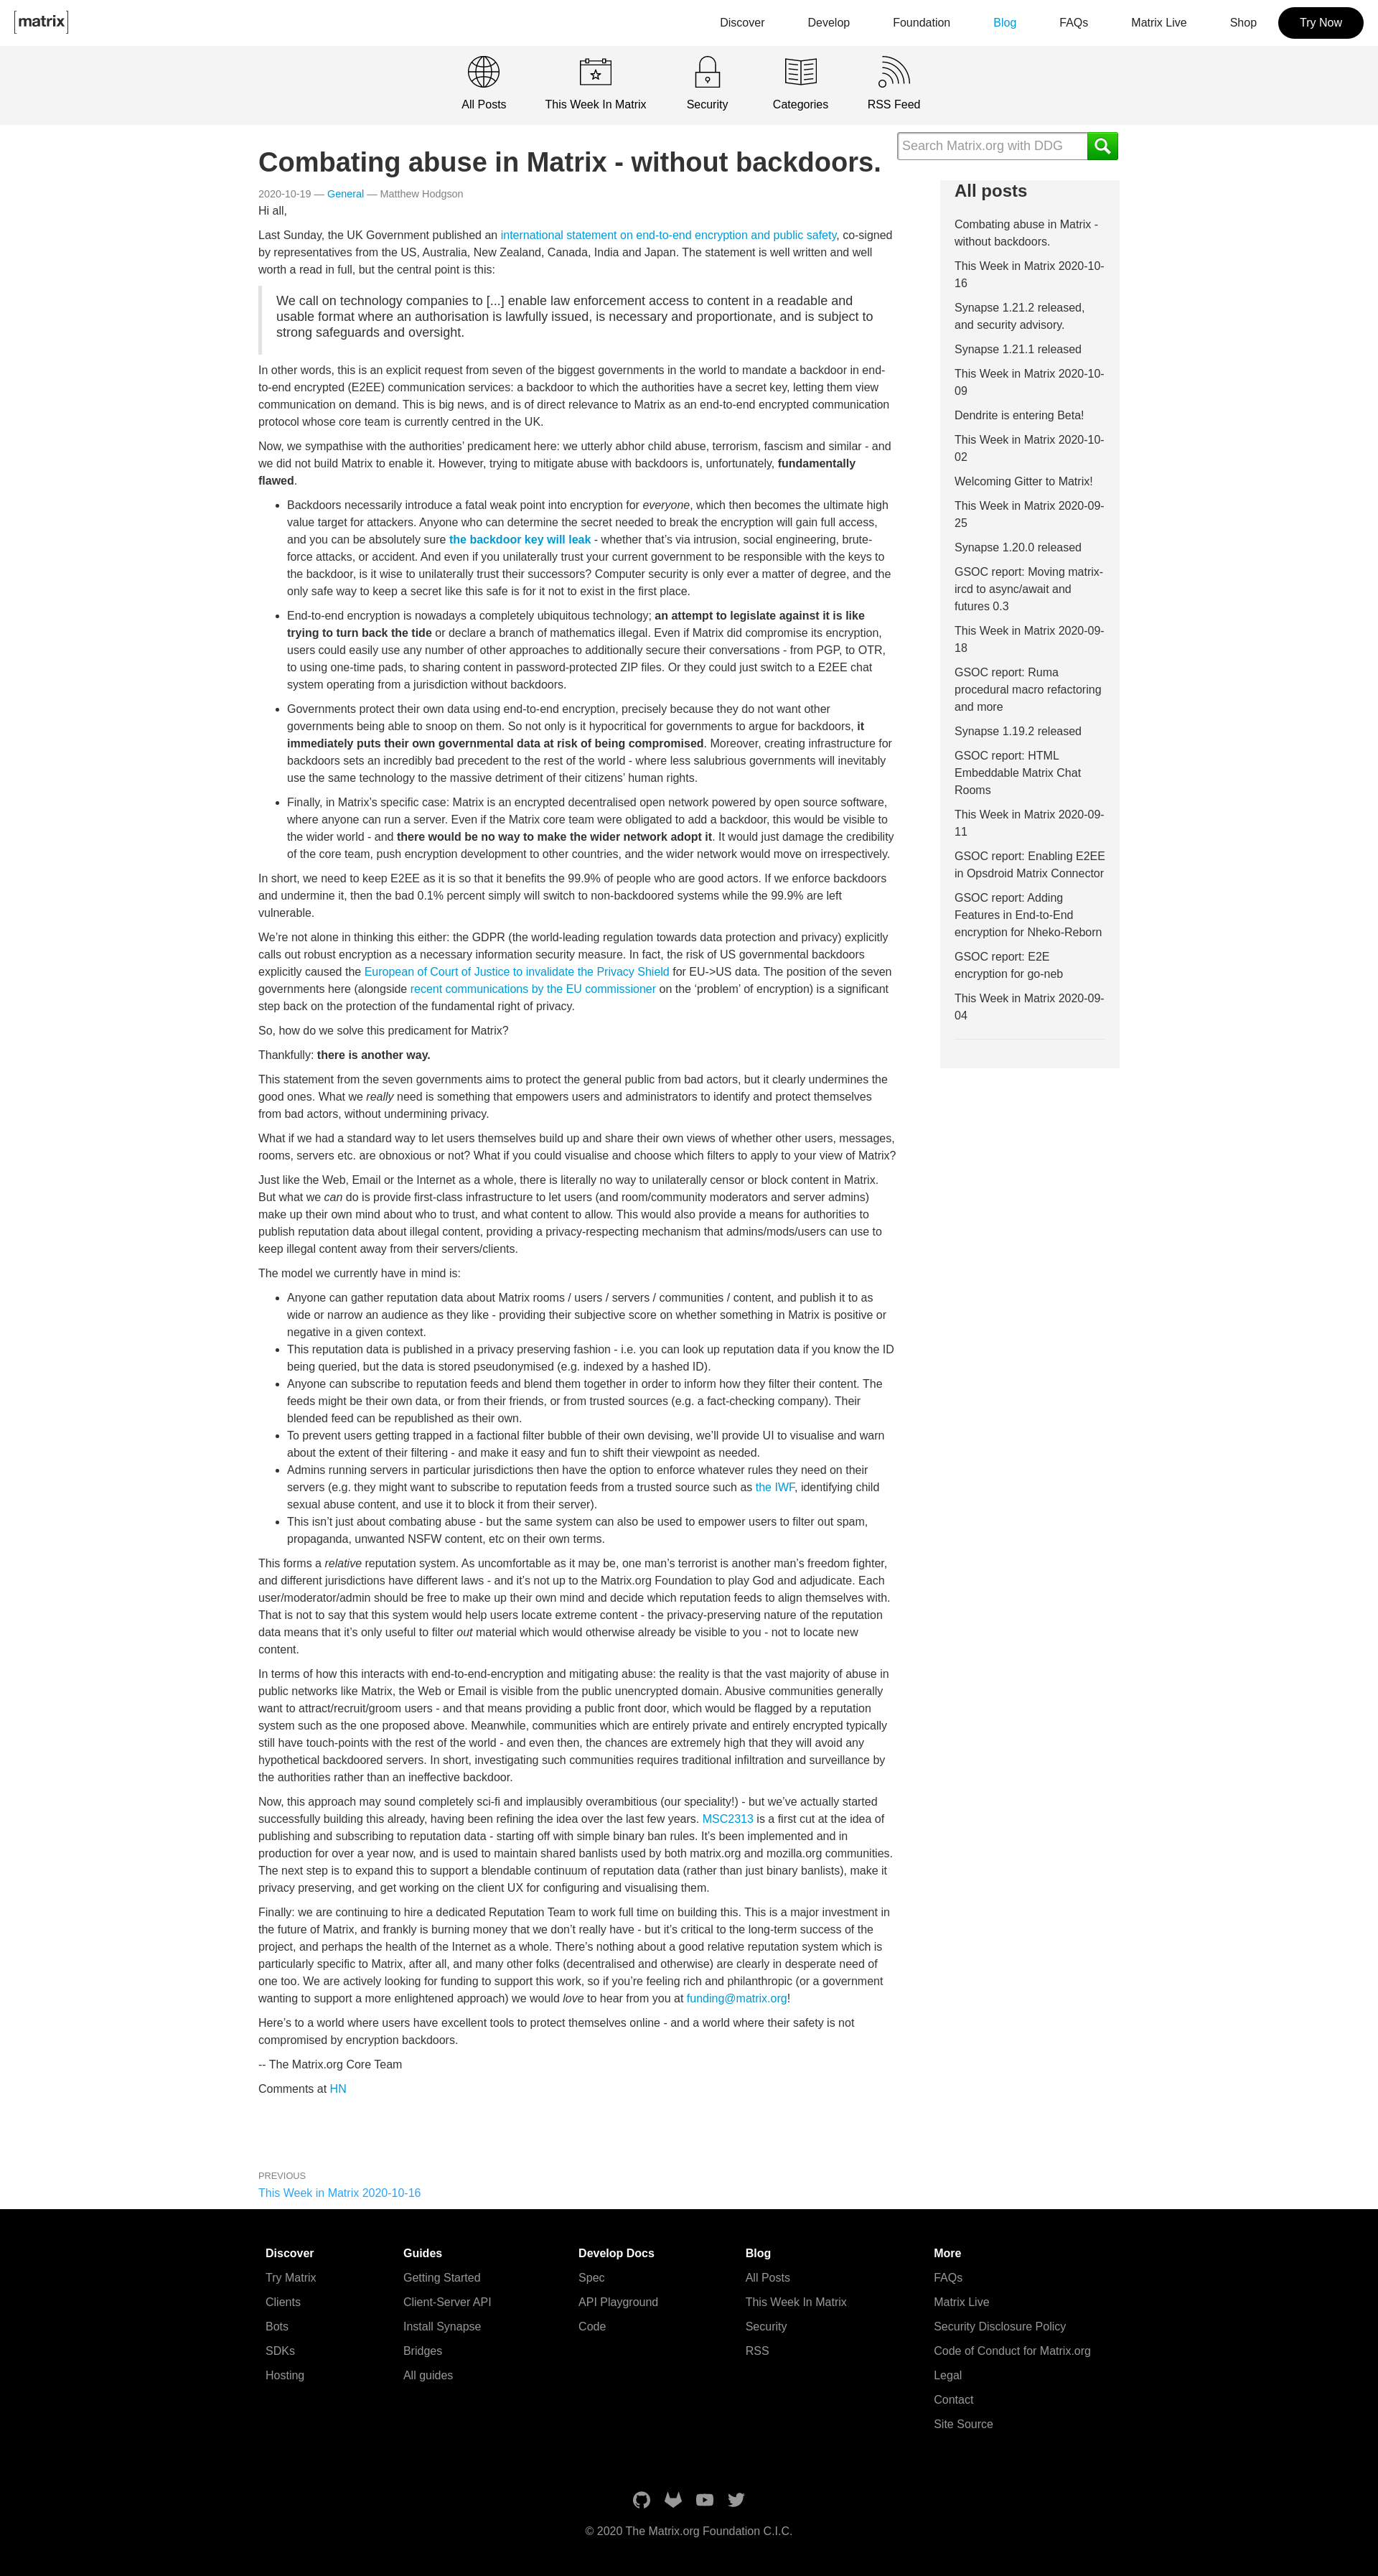 [matrix]
Discover
Develop
Foundation
Blog
FAQs
Matrix Live
Shop
Try Now
All Posts
This Week In Matrix
Security
Categories
RSS Feed
Search Matrix.org with DDG
Combating abuse in Matrix - without backdoors.
2020-10-19 — General — Matthew Hodgson
Hi all,
Last Sunday, the UK Government published an international statement on end-to-end encryption and public safety, co-signed
by representatives from the US, Australia, New Zealand, Canada, India and Japan. The statement is well written and well
worth a read in full, but the central point is this:
We call on technology companies to [...] enable law enforcement access to content in a readable and
usable format where an authorisation is lawfully issued, is necessary and proportionate, and is subject to
strong safeguards and oversight.
In other words, this is an explicit request from seven of the biggest governments in the world to mandate a backdoor in end-
to-end encrypted (E2EE) communication services: a backdoor to which the authorities have a secret key, letting them view
communication on demand. This is big news, and is of direct relevance to Matrix as an end-to-end encrypted communication
protocol whose core team is currently centred in the UK.
Now, we sympathise with the authorities’ predicament here: we utterly abhor child abuse, terrorism, fascism and similar - and
we did not build Matrix to enable it. However, trying to mitigate abuse with backdoors is, unfortunately, fundamentally
flawed.
• Backdoors necessarily introduce a fatal weak point into encryption for everyone, which then becomes the ultimate high
value target for attackers. Anyone who can determine the secret needed to break the encryption will gain full access,
and you can be absolutely sure the backdoor key will leak - whether that’s via intrusion, social engineering, brute-
force attacks, or accident. And even if you unilaterally trust your current government to be responsible with the keys to
the backdoor, is it wise to unilaterally trust their successors? Computer security is only ever a matter of degree, and the
only safe way to keep a secret like this safe is for it not to exist in the first place.
• End-to-end encryption is nowadays a completely ubiquitous technology; an attempt to legislate against it is like
trying to turn back the tide or declare a branch of mathematics illegal. Even if Matrix did compromise its encryption,
users could easily use any number of other approaches to additionally secure their conversations - from PGP, to OTR,
to using one-time pads, to sharing content in password-protected ZIP files. Or they could just switch to a E2EE chat
system operating from a jurisdiction without backdoors.
• Governments protect their own data using end-to-end encryption, precisely because they do not want other
governments being able to snoop on them. So not only is it hypocritical for governments to argue for backdoors, it
immediately puts their own governmental data at risk of being compromised. Moreover, creating infrastructure for
backdoors sets an incredibly bad precedent to the rest of the world - where less salubrious governments will inevitably
use the same technology to the massive detriment of their citizens’ human rights.
• Finally, in Matrix’s specific case: Matrix is an encrypted decentralised open network powered by open source software,
where anyone can run a server. Even if the Matrix core team were obligated to add a backdoor, this would be visible to
the wider world - and there would be no way to make the wider network adopt it. It would just damage the credibility
of the core team, push encryption development to other countries, and the wider network would move on irrespectively.
In short, we need to keep E2EE as it is so that it benefits the 99.9% of people who are good actors. If we enforce backdoors
and undermine it, then the bad 0.1% percent simply will switch to non-backdoored systems while the 99.9% are left
vulnerable.
We’re not alone in thinking this either: the GDPR (the world-leading regulation towards data protection and privacy) explicitly
calls out robust encryption as a necessary information security measure. In fact, the risk of US governmental backdoors
explicitly caused the European of Court of Justice to invalidate the Privacy Shield for EU->US data. The position of the seven
governments here (alongside recent communications by the EU commissioner on the ‘problem’ of encryption) is a significant
step back on the protection of the fundamental right of privacy.
So, how do we solve this predicament for Matrix?
Thankfully: there is another way.
This statement from the seven governments aims to protect the general public from bad actors, but it clearly undermines the
good ones. What we really need is something that empowers users and administrators to identify and protect themselves
from bad actors, without undermining privacy.
What if we had a standard way to let users themselves build up and share their own views of whether other users, messages,
rooms, servers etc. are obnoxious or not? What if you could visualise and choose which filters to apply to your view of Matrix?
Just like the Web, Email or the Internet as a whole, there is literally no way to unilaterally censor or block content in Matrix.
But what we can do is provide first-class infrastructure to let users (and room/community moderators and server admins)
make up their own mind about who to trust, and what content to allow. This would also provide a means for authorities to
publish reputation data about illegal content, providing a privacy-respecting mechanism that admins/mods/users can use to
keep illegal content away from their servers/clients.
The model we currently have in mind is:
• Anyone can gather reputation data about Matrix rooms / users / servers / communities / content, and publish it to as
wide or narrow an audience as they like - providing their subjective score on whether something in Matrix is positive or
negative in a given context.
• This reputation data is published in a privacy preserving fashion - i.e. you can look up reputation data if you know the ID
being queried, but the data is stored pseudonymised (e.g. indexed by a hashed ID).
• Anyone can subscribe to reputation feeds and blend them together in order to inform how they filter their content. The
feeds might be their own data, or from their friends, or from trusted sources (e.g. a fact-checking company). Their
blended feed can be republished as their own.
• To prevent users getting trapped in a factional filter bubble of their own devising, we’ll provide UI to visualise and warn
about the extent of their filtering - and make it easy and fun to shift their viewpoint as needed.
• Admins running servers in particular jurisdictions then have the option to enforce whatever rules they need on their
servers (e.g. they might want to subscribe to reputation feeds from a trusted source such as the IWF, identifying child
sexual abuse content, and use it to block it from their server).
• This isn’t just about combating abuse - but the same system can also be used to empower users to filter out spam,
propaganda, unwanted NSFW content, etc on their own terms.
This forms a relative reputation system. As uncomfortable as it may be, one man’s terrorist is another man’s freedom fighter,
and different jurisdictions have different laws - and it’s not up to the Matrix.org Foundation to play God and adjudicate. Each
user/moderator/admin should be free to make up their own mind and decide which reputation feeds to align themselves with.
That is not to say that this system would help users locate extreme content - the privacy-preserving nature of the reputation
data means that it’s only useful to filter out material which would otherwise already be visible to you - not to locate new
content.
In terms of how this interacts with end-to-end-encryption and mitigating abuse: the reality is that the vast majority of abuse in
public networks like Matrix, the Web or Email is visible from the public unencrypted domain. Abusive communities generally
want to attract/recruit/groom users - and that means providing a public front door, which would be flagged by a reputation
system such as the one proposed above. Meanwhile, communities which are entirely private and entirely encrypted typically
still have touch-points with the rest of the world - and even then, the chances are extremely high that they will avoid any
hypothetical backdoored servers. In short, investigating such communities requires traditional infiltration and surveillance by
the authorities rather than an ineffective backdoor.
Now, this approach may sound completely sci-fi and implausibly overambitious (our speciality!) - but we’ve actually started
successfully building this already, having been refining the idea over the last few years. MSC2313 is a first cut at the idea of
publishing and subscribing to reputation data - starting off with simple binary ban rules. It’s been implemented and in
production for over a year now, and is used to maintain shared banlists used by both matrix.org and mozilla.org communities.
The next step is to expand this to support a blendable continuum of reputation data (rather than just binary banlists), make it
privacy preserving, and get working on the client UX for configuring and visualising them.
Finally: we are continuing to hire a dedicated Reputation Team to work full time on building this. This is a major investment in
the future of Matrix, and frankly is burning money that we don’t really have - but it’s critical to the long-term success of the
project, and perhaps the health of the Internet as a whole. There’s nothing about a good relative reputation system which is
particularly specific to Matrix, after all, and many other folks (decentralised and otherwise) are clearly in desperate need of
one too. We are actively looking for funding to support this work, so if you’re feeling rich and philanthropic (or a government
wanting to support a more enlightened approach) we would love to hear from you at funding@matrix.org!
Here’s to a world where users have excellent tools to protect themselves online - and a world where their safety is not
compromised by encryption backdoors.
-- The Matrix.org Core Team
Comments at HN
All posts
Combating abuse in Matrix -
without backdoors.
This Week in Matrix 2020-10-
16
Synapse 1.21.2 released,
and security advisory.
Synapse 1.21.1 released
This Week in Matrix 2020-10-
09
Dendrite is entering Beta!
This Week in Matrix 2020-10-
02
Welcoming Gitter to Matrix!
This Week in Matrix 2020-09-
25
Synapse 1.20.0 released
GSOC report: Moving matrix-
ircd to async/await and
futures 0.3
This Week in Matrix 2020-09-
18
GSOC report: Ruma
procedural macro refactoring
and more
Synapse 1.19.2 released
GSOC report: HTML
Embeddable Matrix Chat
Rooms
This Week in Matrix 2020-09-
11
GSOC report: Enabling E2EE
in Opsdroid Matrix Connector
GSOC report: Adding
Features in End-to-End
encryption for Nheko-Reborn
GSOC report: E2E
encryption for go-neb
This Week in Matrix 2020-09-
04
PREVIOUS
This Week in Matrix 2020-10-16
Discover
Try Matrix
Clients
Bots
SDKs
Hosting
Guides
Getting Started
Client-Server API
Install Synapse
Bridges
All guides
Develop Docs
Spec
API Playground
Code
Blog
All Posts
This Week In Matrix
Security
RSS
More
FAQs
Matrix Live
Security Disclosure Policy
Code of Conduct for Matrix.org
Legal
Contact
Site Source
© 2020 The Matrix.org Foundation C.I.C.